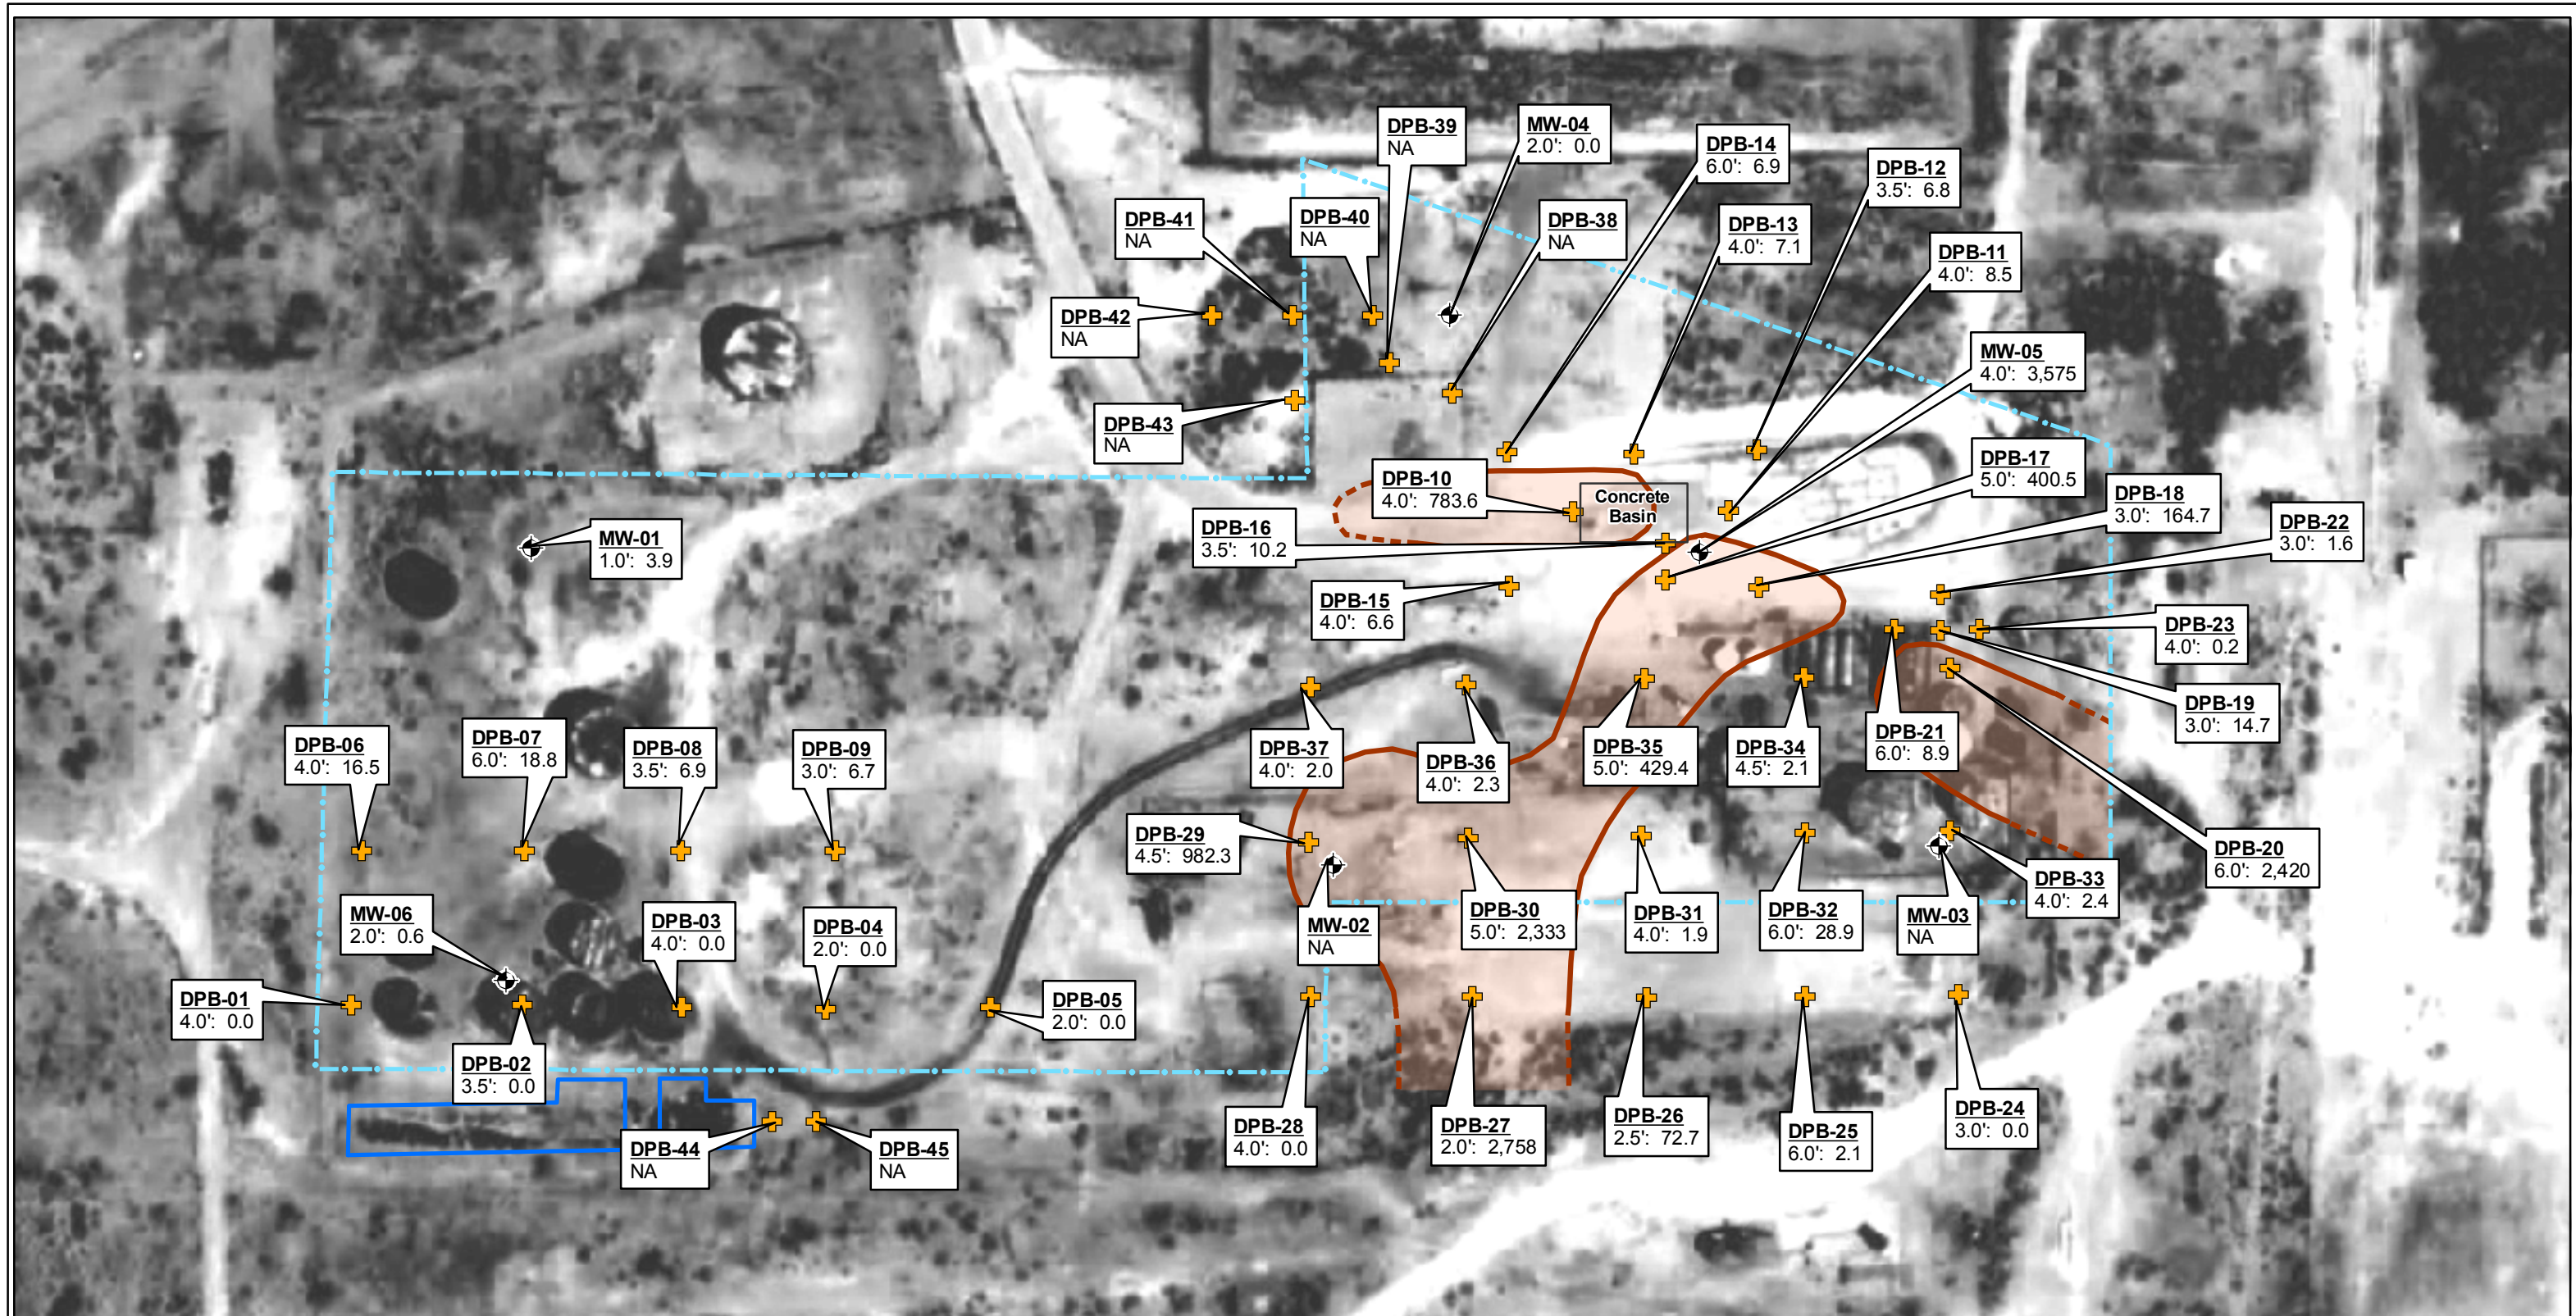 DPB-39
NA
MW-04
2.0': 0.0
DPB-14
6.0': 6.9
DPB-12
3.5': 6.8
DPB-41
NA
DPB-40
NA
DPB-38
NA
DPB-13
4.0': 7.1
DPB-11
4.0': 8.5
DPB-42
NA
MW-05
4.0': 3,575
DPB-43
NA
DPB-17
5.0': 400.5
DPB-10
4.0': 783.6
Concrete
Basin
DPB-18
3.0': 164.7
DPB-22
3.0': 1.6
DPB-16
3.5': 10.2
MW-01
1.0': 3.9
DPB-15
4.0': 6.6
DPB-23
4.0': 0.2
DPB-19
3.0': 14.7
DPB-06
4.0': 16.5
DPB-07
6.0': 18.8
DPB-08
3.5': 6.9
DPB-09
3.0': 6.7
DPB-37
4.0': 2.0
DPB-36
4.0': 2.3
DPB-35
5.0': 429.4
DPB-34
4.5': 2.1
DPB-21
6.0': 8.9
DPB-29
4.5': 982.3
DPB-20
6.0': 2,420
DPB-33
4.0': 2.4
MW-06
2.0': 0.6
DPB-03
4.0': 0.0
DPB-04
2.0': 0.0
MW-02
NA
DPB-30
5.0': 2,333
DPB-31
4.0': 1.9
DPB-32
6.0': 28.9
MW-03
NA
DPB-01
4.0': 0.0
DPB-05
2.0': 0.0
DPB-02
3.5': 0.0
DPB-44
NA
DPB-45
NA
DPB-28
4.0': 0.0
DPB-27
2.0': 2,758
DPB-26
2.5': 72.7
DPB-25
6.0': 2.1
DPB-24
3.0': 0.0